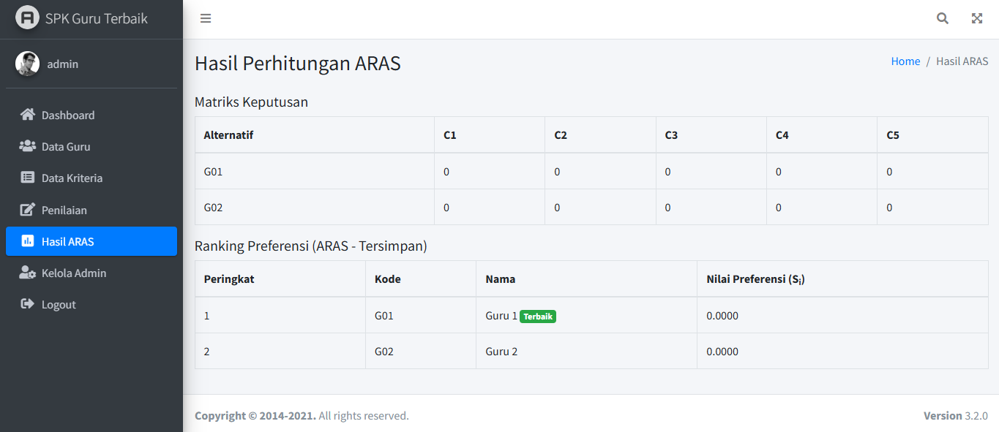 SPK Guru Terbaik
admin
Dashboard
Data Guru
Data Kriteria
Penilaian
Hasil ARAS
Kelola Admin
Logout
Hasil Perhitungan ARAS
Home / Hasil ARAS
Matriks Keputusan
Alternatif C1 C2 C3 C4 C5
G01 0 0 0 0 0
G02 0 0 0 0 0
Ranking Preferensi (ARAS - Tersimpan)
Peringkat Kode Nama Nilai Preferensi (Si)
1 G01 Guru 1 Terbaik 0.0000
2 G02 Guru 2 0.0000
Copyright © 2014-2021. All rights reserved.
Version 3.2.0